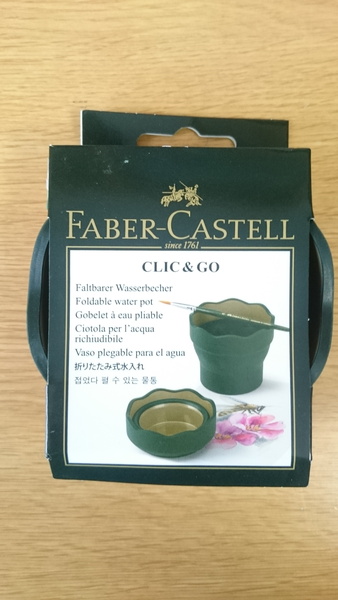 FABER-CASTELL
since 1761
CLIC & GO
Faltbarer Wasserbecher
Foldable water pot
Gobelet à eau pliable
Ciotola per l'acqua
richiudibile
Vaso plegable para el agua
折りたたみ式水入れ
접었다 펼 수 있는 물통